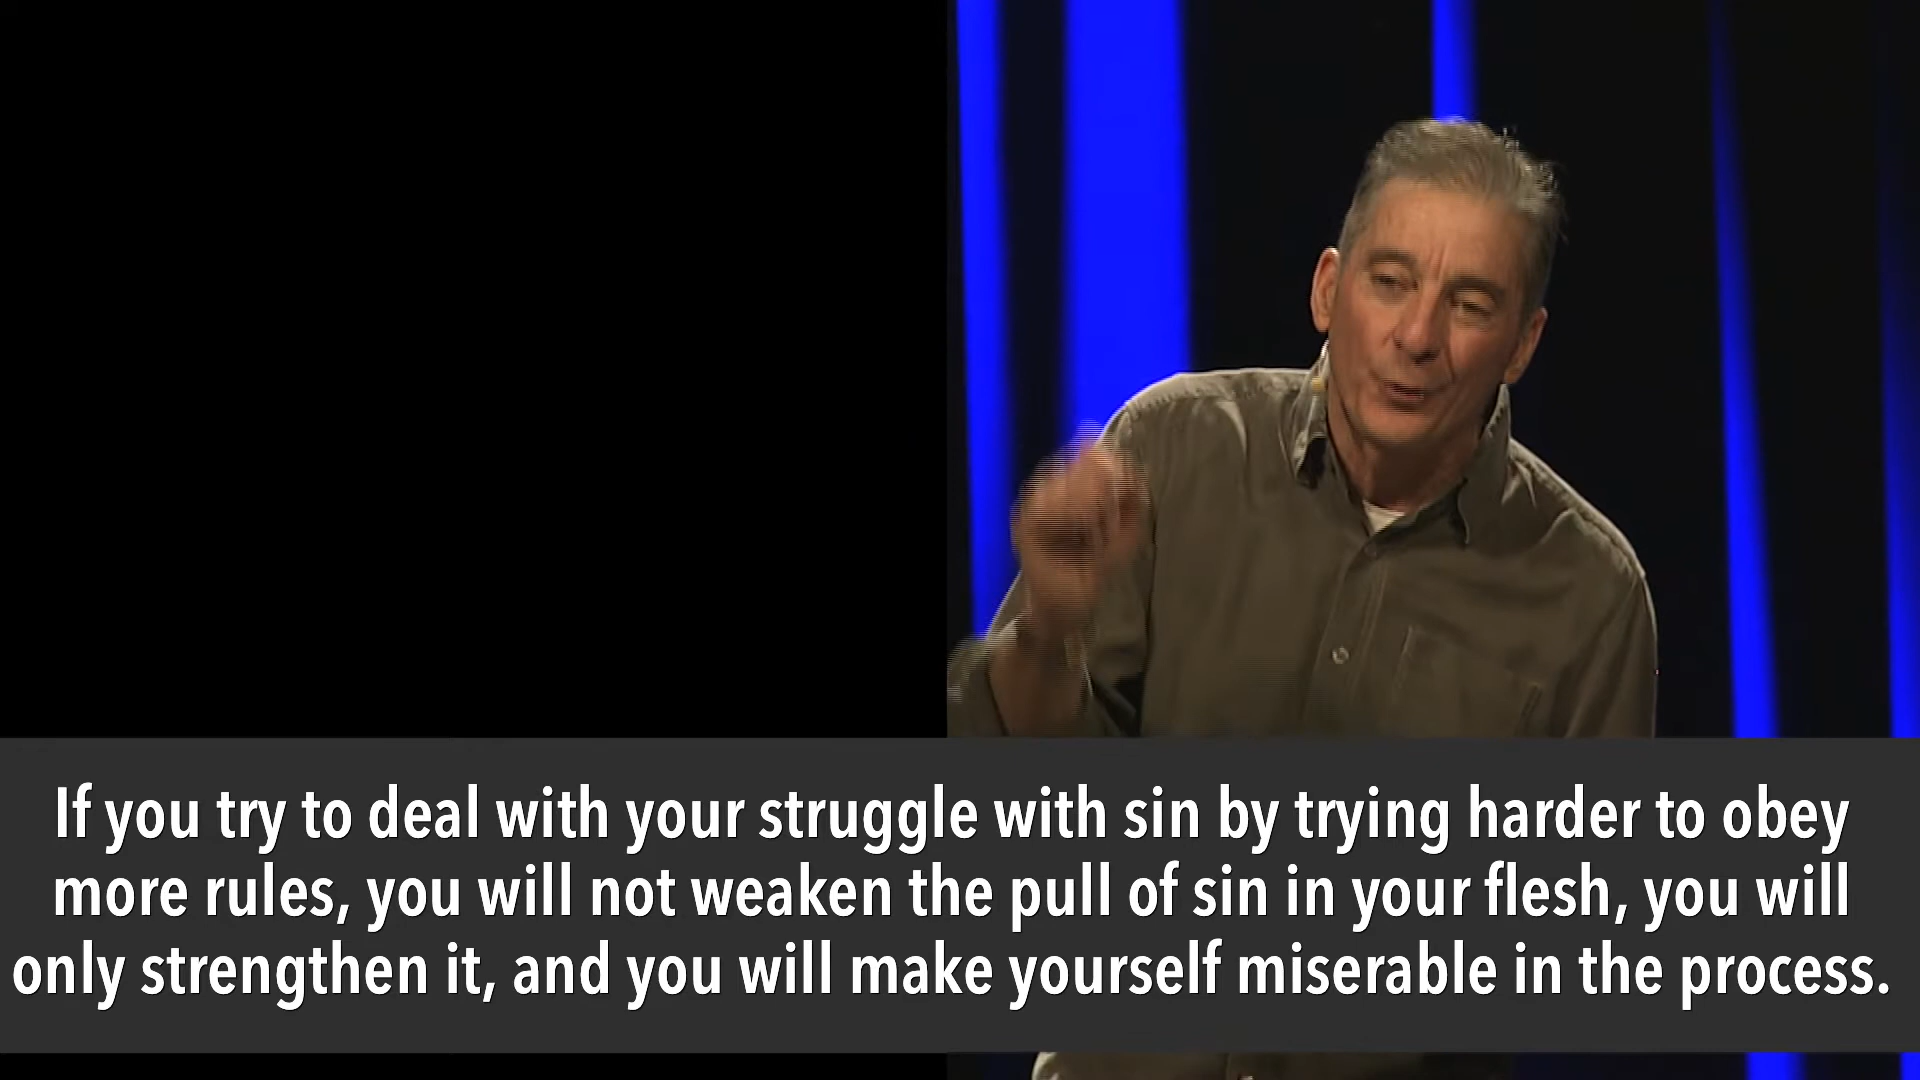 If you try to deal with your struggle with sin by trying harder to obey
more rules, you will not weaken the pull of sin in your flesh, you will
only strengthen it, and you will make yourself miserable in the process.